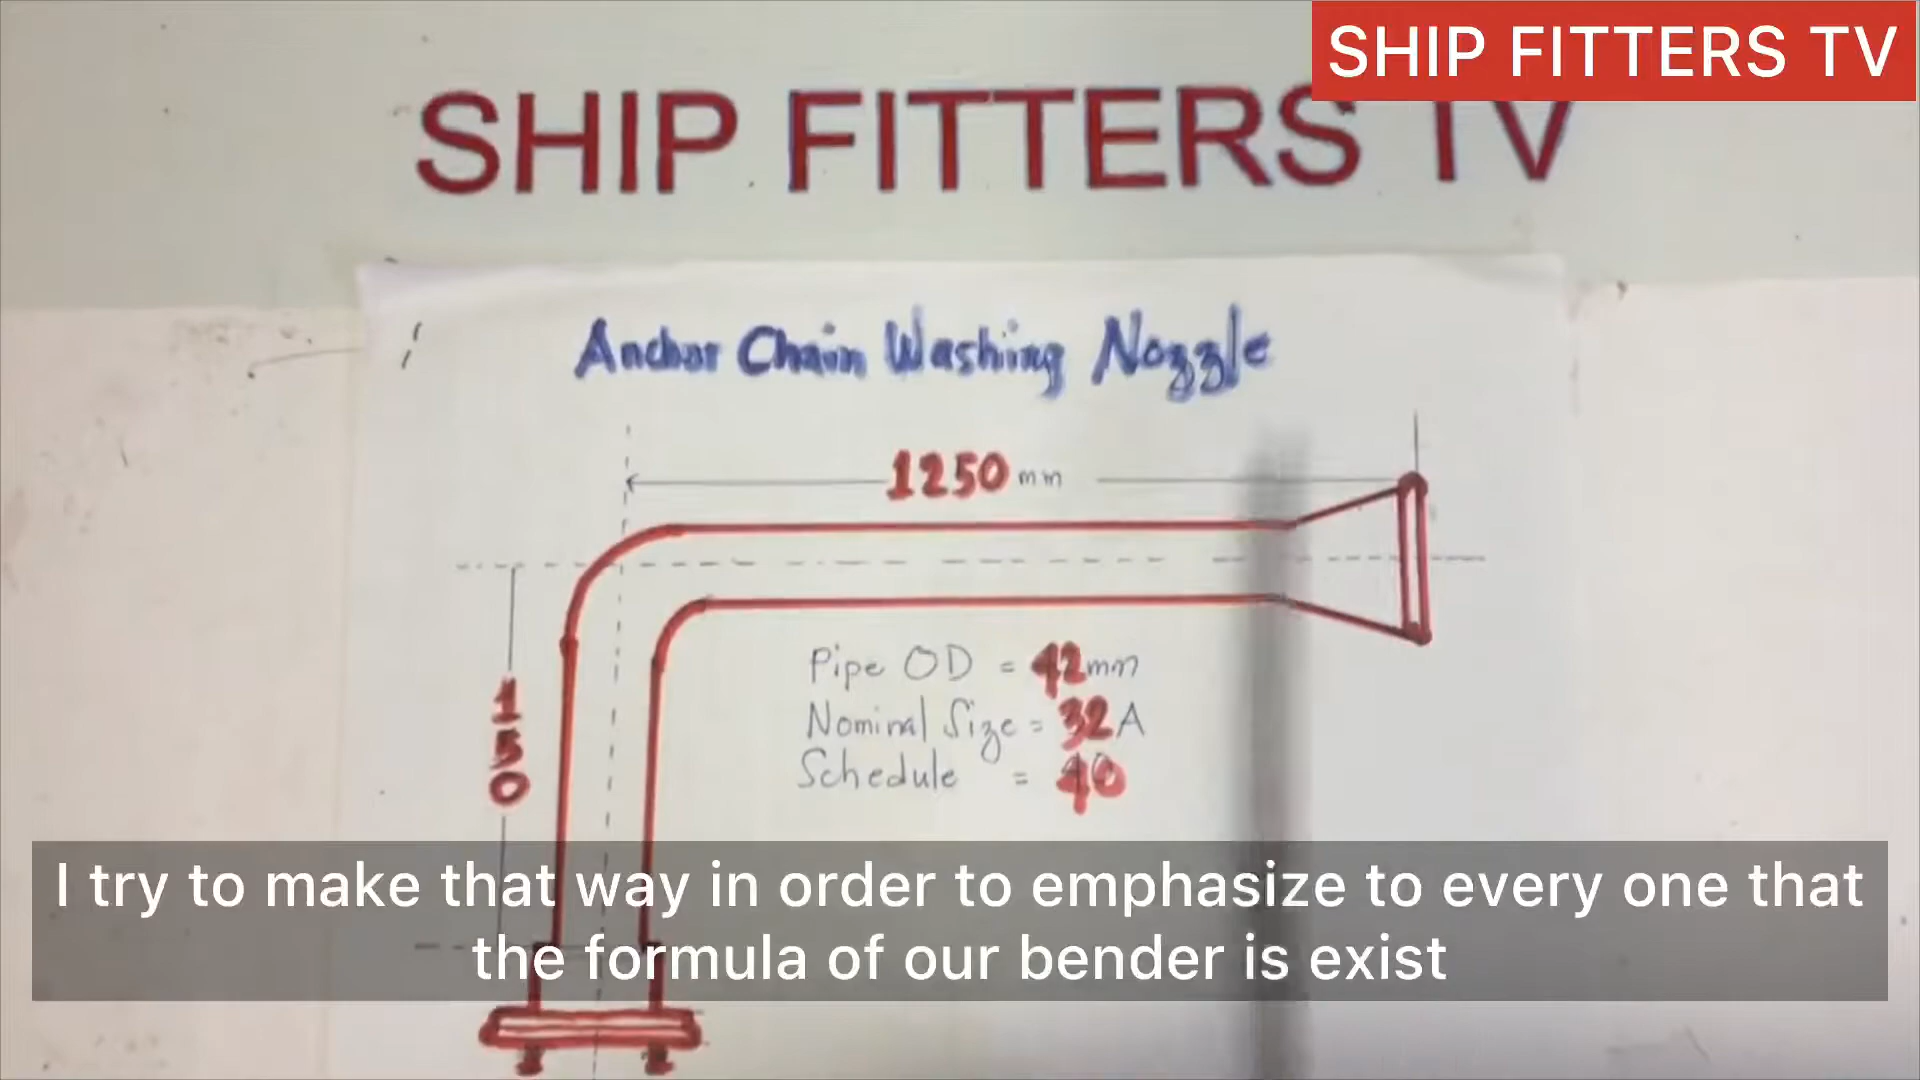 SHIP FITTERS TV
SHIP FITTERS TV
Anchor Chain Washing Nozzle
1250 mm
150
Pipe OD = 42mm
Nominal Size = 32A
Schedule = 40
I try to make that way in order to emphasize to every one that
the formula of our bender is exist